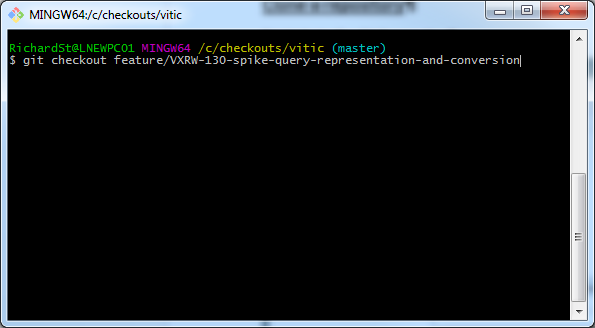 MINGW64:/c/checkouts/vitic
RichardSt@LNEWPC01 MINGW64 /c/checkouts/vitic (master)
$ git checkout feature/VXRW-130-spike-query-representation-and-conversion